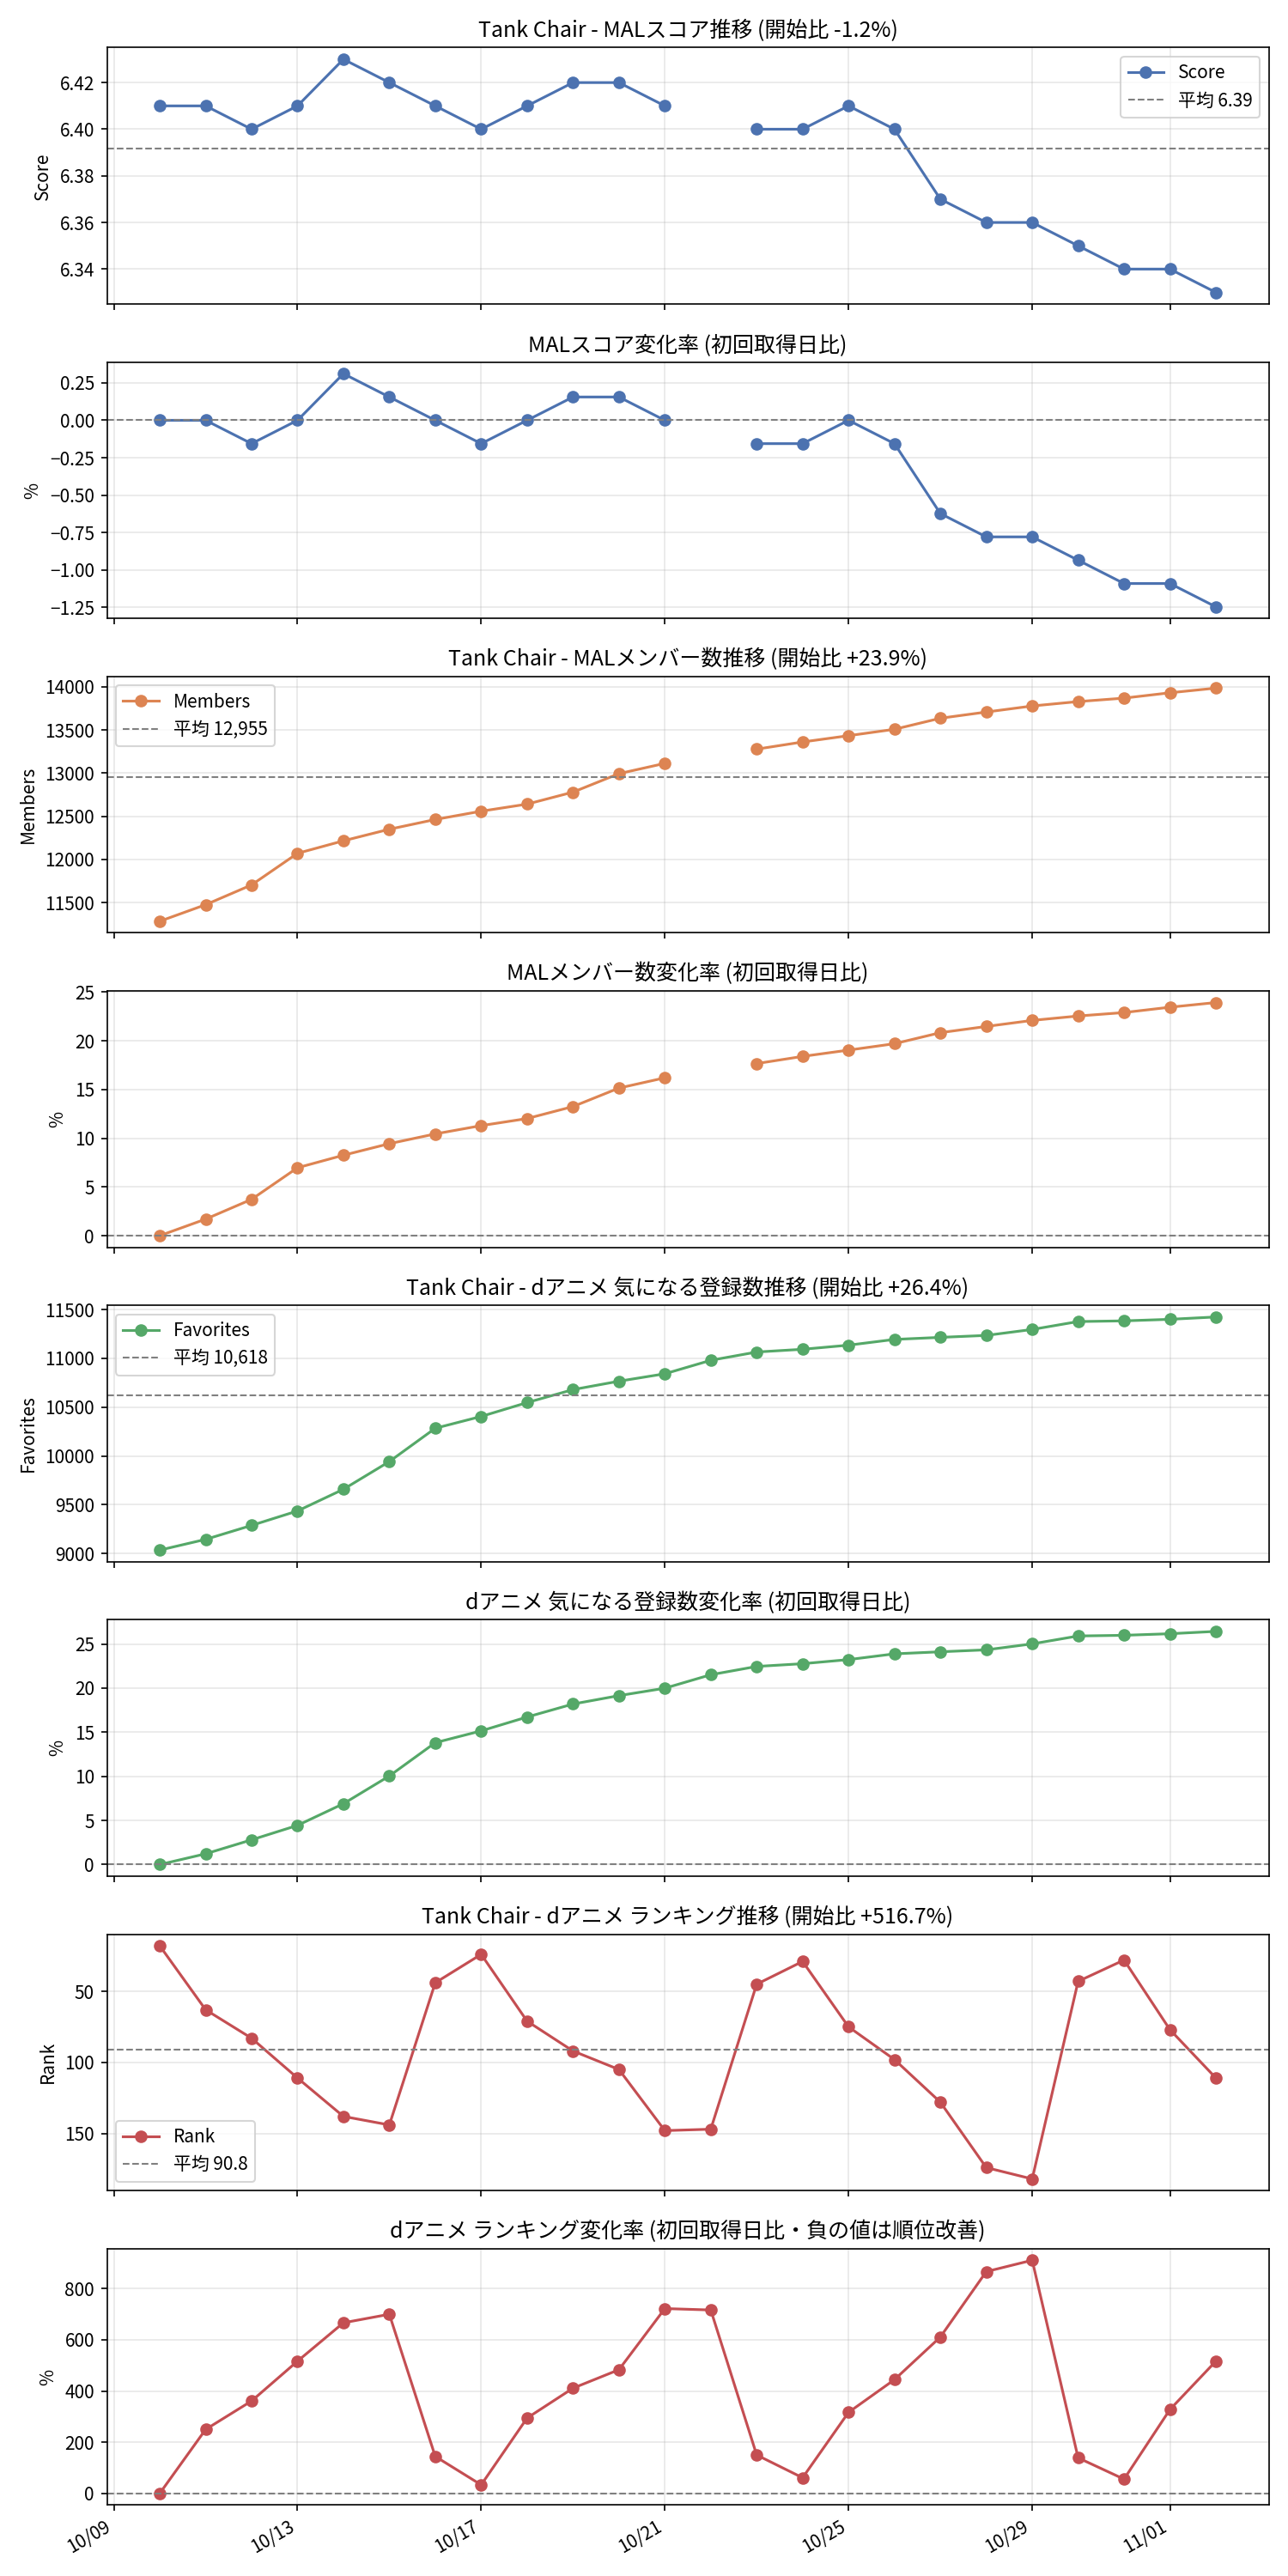 Tank Chair - MALスコア推移 (開始比 -1.2%)
Score
6.42
6.40
6.38
6.36
6.34
Score
平均 6.39
MALスコア変化率 (初回取得日比)
%
0.25
0.00
−0.25
−0.50
−0.75
−1.00
−1.25
Tank Chair - MALメンバー数推移 (開始比 +23.9%)
Members
14000
13500
13000
12500
12000
11500
Members
平均 12,955
MALメンバー数変化率 (初回取得日比)
%
25
20
15
10
5
0
Tank Chair - dアニメ 気になる登録数推移 (開始比 +26.4%)
Favorites
11500
11000
10500
10000
9500
9000
Favorites
平均 10,618
dアニメ 気になる登録数変化率 (初回取得日比)
%
25
20
15
10
5
0
Tank Chair - dアニメ ランキング推移 (開始比 +516.7%)
Rank
50
100
150
Rank
平均 90.8
dアニメ ランキング変化率 (初回取得日比・負の値は順位改善)
%
800
600
400
200
0
10/09
10/13
10/17
10/21
10/25
10/29
11/01